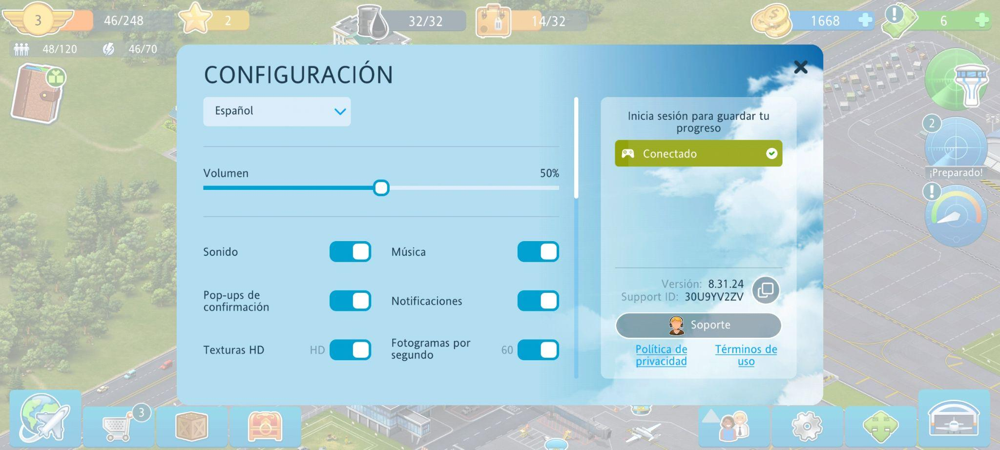 3
46/248
2
32/32
14/32
1668
6
48/120
46/70
CONFIGURACIÓN
Español
Volumen
50%
Sonido
Música
Pop-ups de
confirmación
Notificaciones
Texturas HD
HD
Fotogramas por
segundo
60
Inicia sesión para guardar tu
progreso
Conectado
Versión: 8.31.24
Support ID: 30U9YV2ZV
Soporte
Política de
privacidad
Términos de
uso
!
2
¡Preparado!
!
3